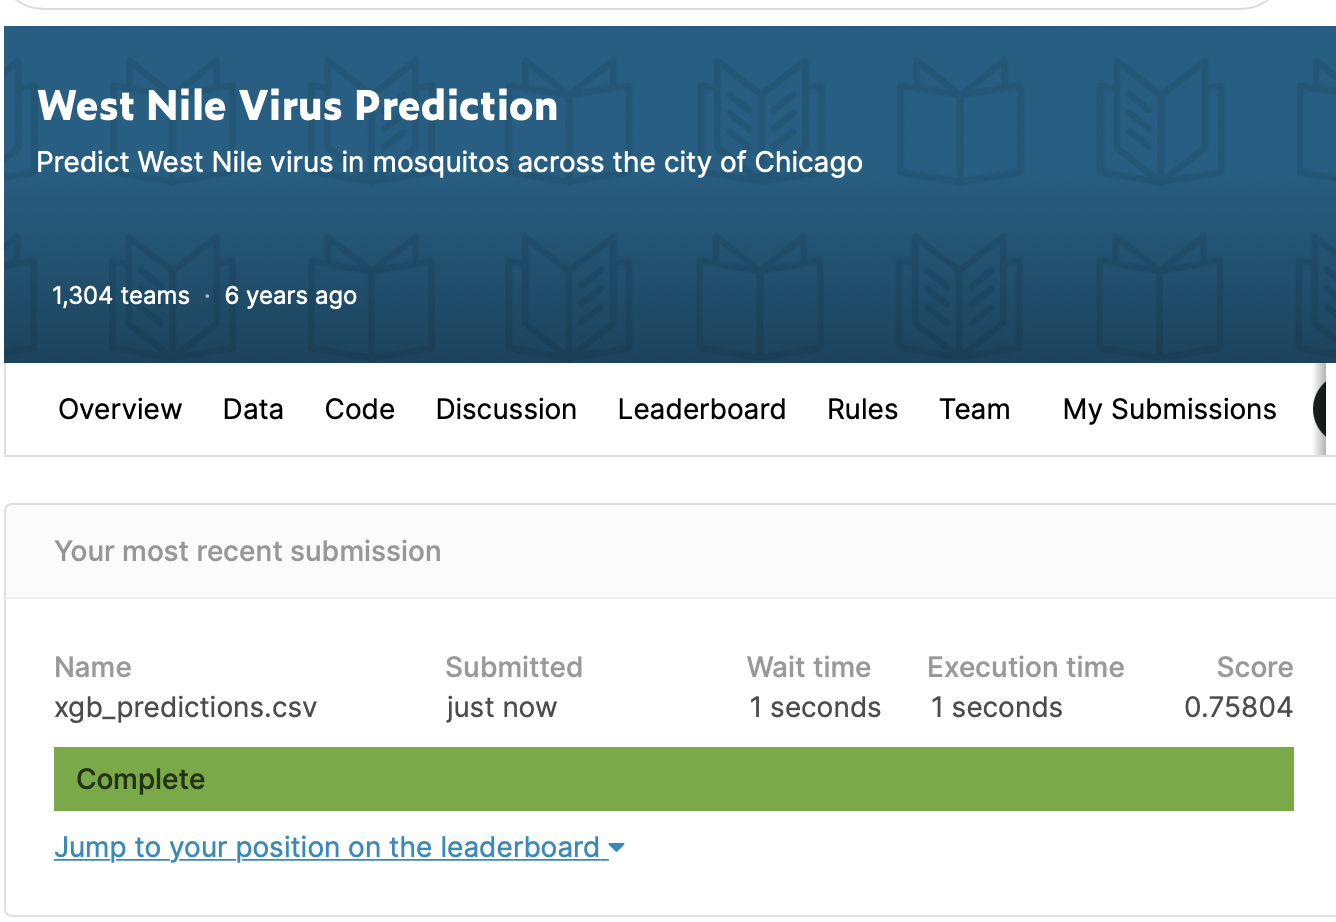 West Nile Virus Prediction
Predict West Nile virus in mosquitos across the city of Chicago
1,304 teams · 6 years ago
Overview Data Code Discussion Leaderboard Rules Team My Submissions
Your most recent submission
Name Submitted Wait time Execution time Score
xgb_predictions.csv just now 1 seconds 1 seconds 0.75804
Complete
Jump to your position on the leaderboard